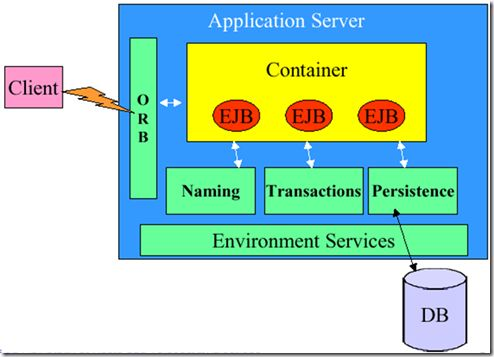 Application Server
Client
O
R
B
Container
EJB
EJB
EJB
Naming
Transactions
Persistence
Environment Services
DB